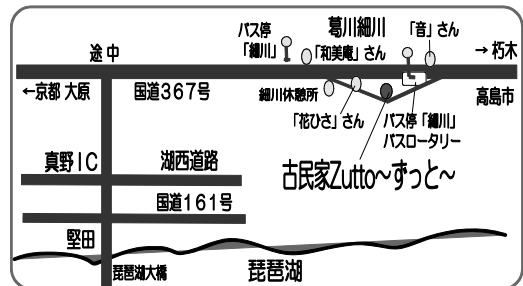 バス停
「細川」
葛川細川
「音」さん
途中
「和美庵」さん
→朽木
←京都 大原
国道367号
細川休憩所
高島市
「花ひさ」さん
バス停「細川」
バスロータリー
真野IC
湖西道路
古民家Zutto～ずっと～
国道161号
堅田
琵琶湖大橋
琵琶湖